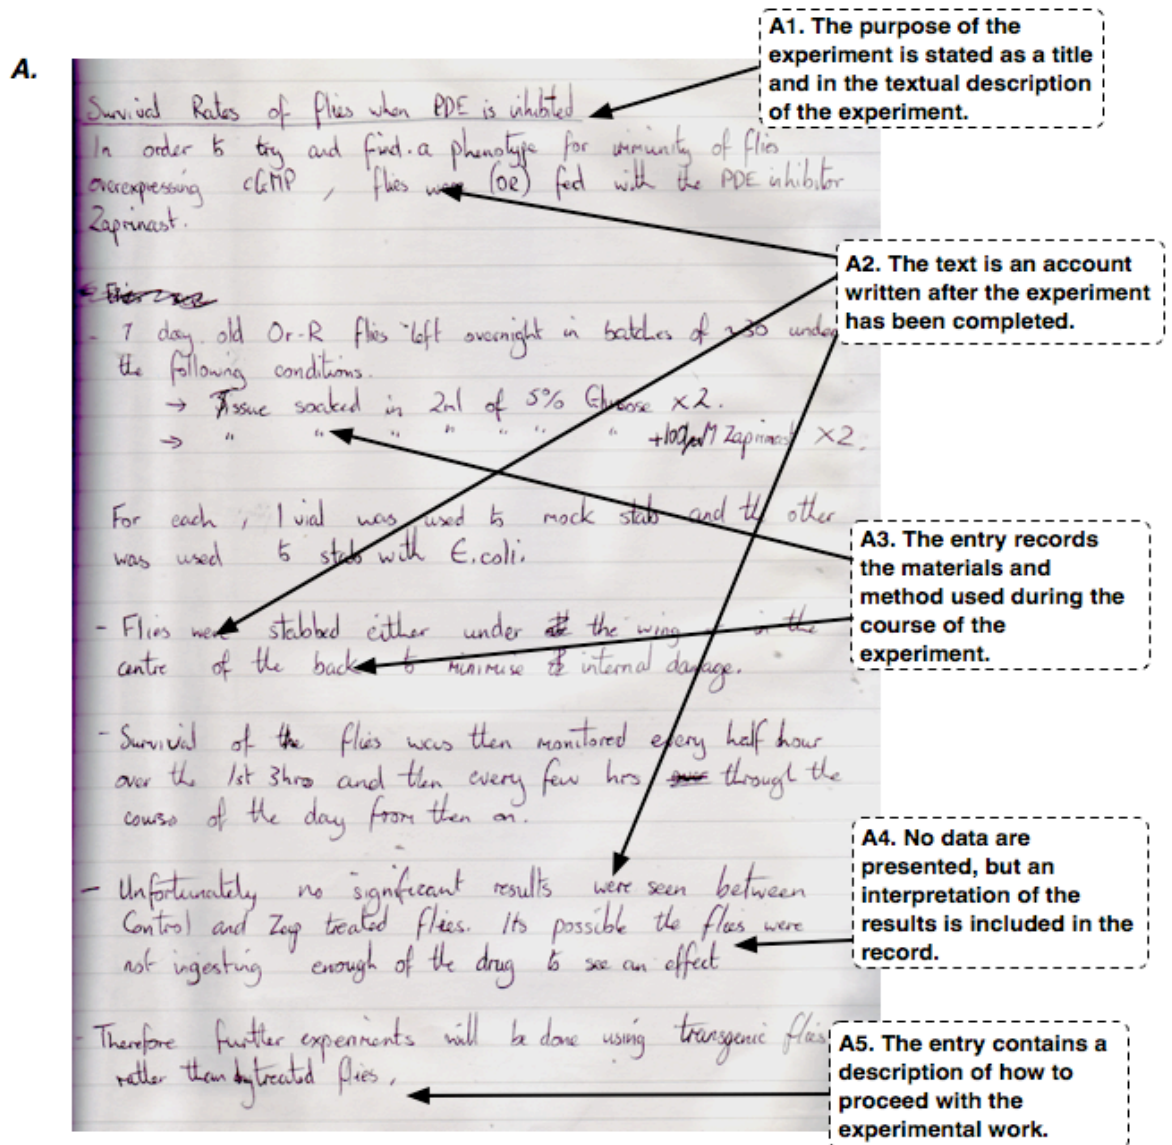 A.
A1. The purpose of the
experiment is stated as a title
and in the textual description
of the experiment.
Survival Rates of flies when PDE is inhibited
In order to try and find a phenotype for immunity of flies
overexpressing cGMP, flies were (OR) fed with the PDE inhibitor
Zaprinast.
A2. The text is an account
written after the experiment
has been completed.
- 7 day old Or-R flies left overnight in batches of ~30 under
the following conditions.
→ Tissue soaked in 2ml of 5% Glucose x2.
→ " " " " " " " +100µM Zaprinast x2.
For each, 1 vial was used to mock stab and the other
was used to stab with E.coli.
A3. The entry records
the materials and
method used during the
course of the
experiment.
- Flies were stabbed either under the wing in the
centre of the back to minimise internal damage.
- Survival of the flies was then monitored every half hour
over the 1st 3hrs and then every few hrs through the
course of the day from then on.
A4. No data are
presented, but an
interpretation of the
results is included in the
record.
- Unfortunately no significant results were seen between
Control and Zap treated flies. Its possible the flies were
not ingesting enough of the drug to see an effect
A5. The entry contains a
description of how to
proceed with the
experimental work.
- Therefore further experiments will be done using transgenic flies
rather than treated flies.